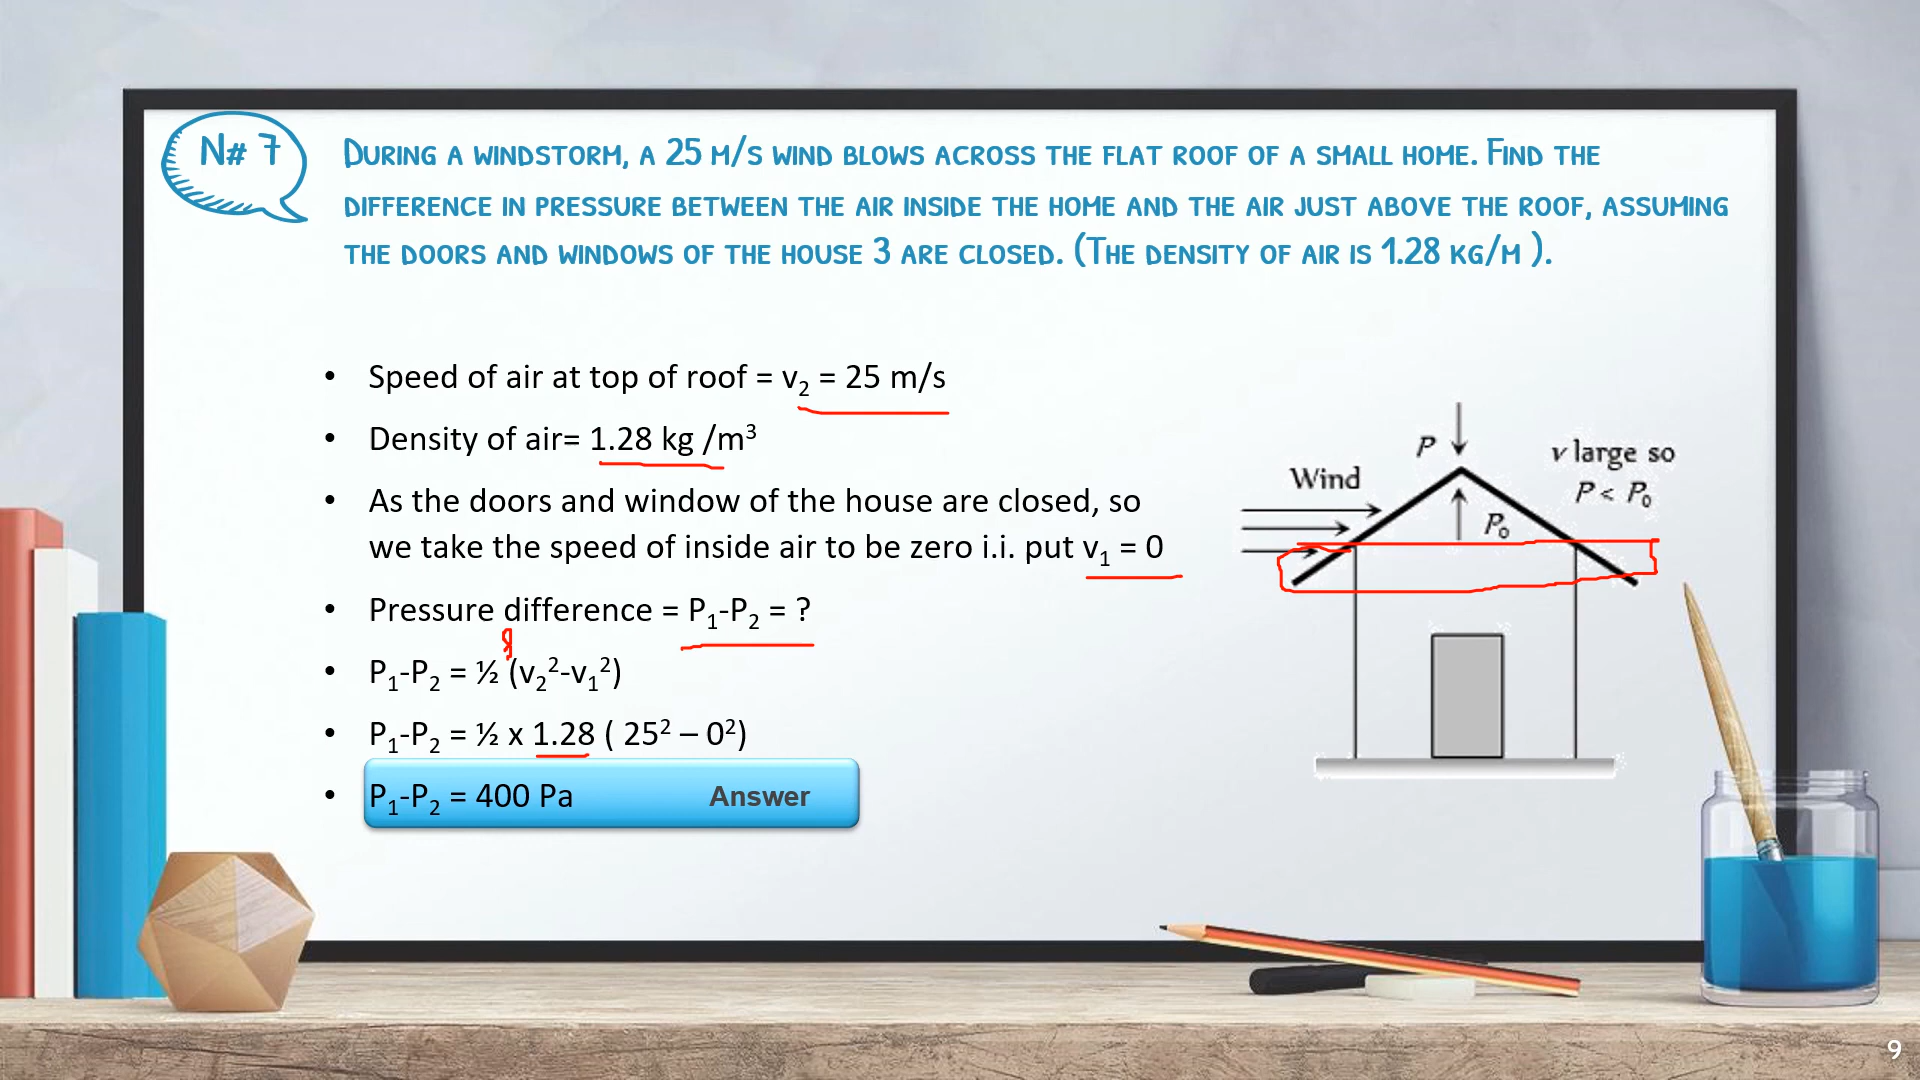 N# 7
During a windstorm, a 25 m/s wind blows across the flat roof of a small home. Find the
difference in pressure between the air inside the home and the air just above the roof, assuming
the doors and windows of the house 3 are closed. (The density of air is 1.28 kg/m ).
• Speed of air at top of roof = v₂ = 25 m/s
• Density of air= 1.28 kg /m³
• As the doors and window of the house are closed, so
we take the speed of inside air to be zero i.i. put v₁ = 0
• Pressure difference = P₁-P₂ = ?
• P₁-P₂ = ½ (v₂²-v₁²)
• P₁-P₂ = ½ x 1.28 ( 25² – 0²)
• P₁-P₂ = 400 Pa Answer
P
v large so
P < P₀
Wind
P₀
9